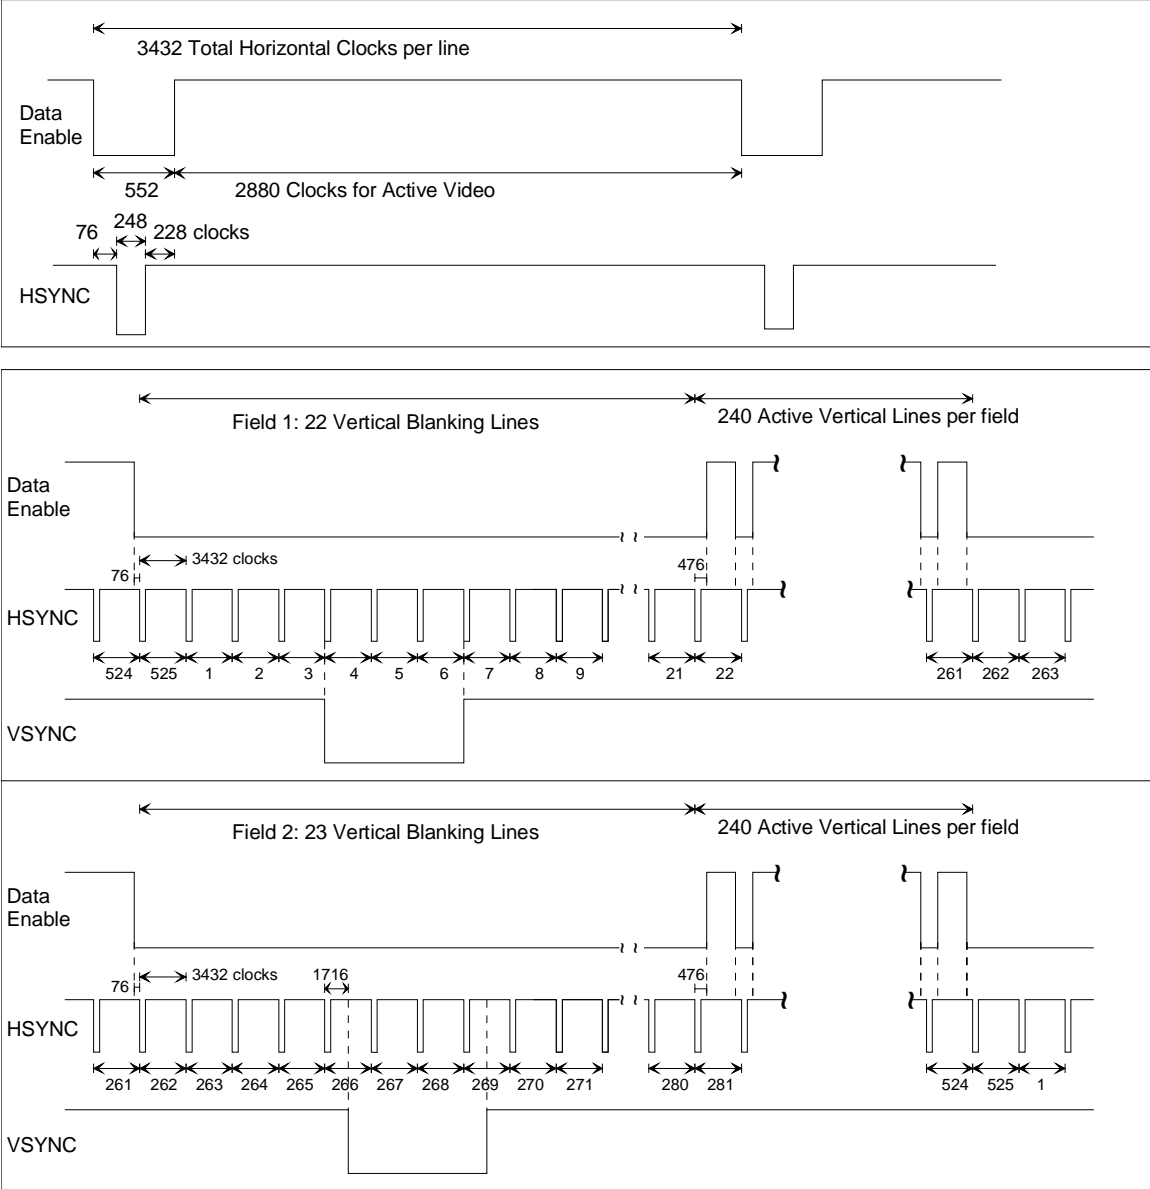 3432 Total Horizontal Clocks per line
Data
Enable
552
2880 Clocks for Active Video
76
248
228 clocks
HSYNC
Field 1: 22 Vertical Blanking Lines
240 Active Vertical Lines per field
Data
Enable
76
3432 clocks
476
HSYNC
524 525 1 2 3 4 5 6 7 8 9 21 22 261 262 263
VSYNC
Field 2: 23 Vertical Blanking Lines
240 Active Vertical Lines per field
Data
Enable
76
3432 clocks
1716
476
HSYNC
261 262 263 264 265 266 267 268 269 270 271 280 281 524 525 1
VSYNC